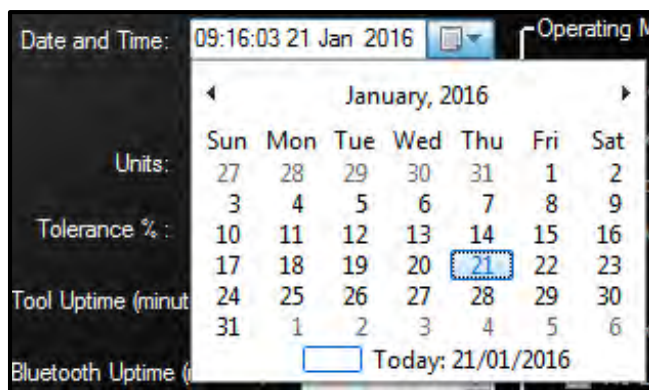 Date and Time: 09:16:03 21 Jan 2016 Operating M
January, 2016
Sun Mon Tue Wed Thu Fri Sat
27 28 29 30 31 1 2
Units:
3 4 5 6 7 8 9
Tolerance % : 10 11 12 13 14 15 16
17 18 19 20 21 22 23
Tool Uptime (minut 24 25 26 27 28 29 30
31 1 2 3 4 5 6
Today: 21/01/2016
Bluetooth Uptime (